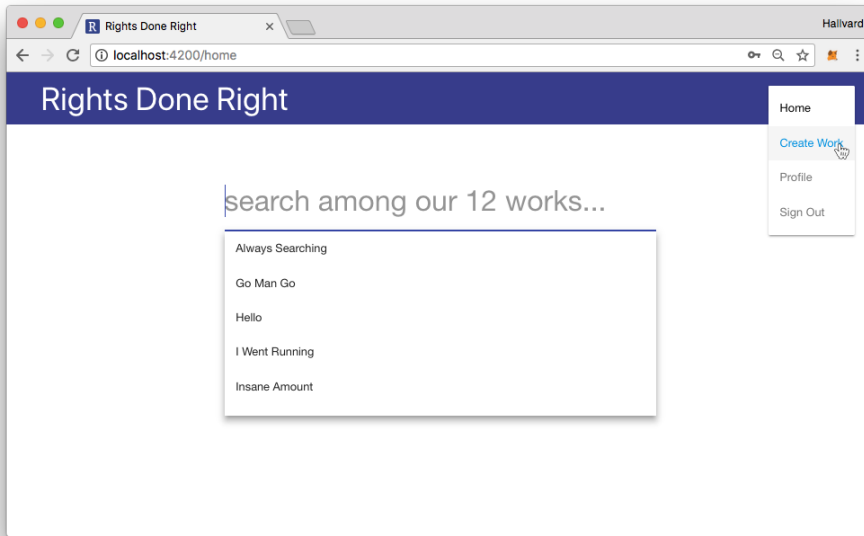 R Rights Done Right
Hallvard
localhost:4200/home
Rights Done Right
Home
Create Work
Profile
Sign Out
search among our 12 works...
Always Searching
Go Man Go
Hello
I Went Running
Insane Amount